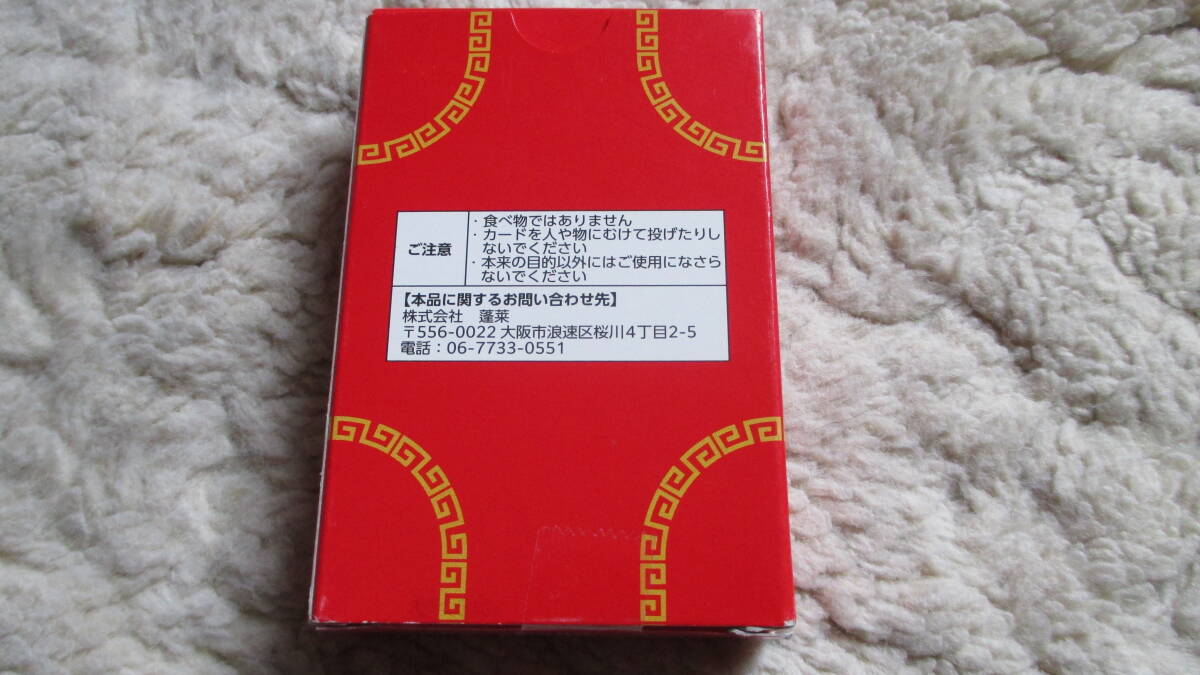 ご注意
・食べ物ではありません
・カードを人や物にむけて投げたりし
ないでください
・本来の目的以外にはご使用になさら
ないでください
【本品に関するお問い合わせ先】
株式会社　蓬莱
〒556-0022 大阪市浪速区桜川4丁目2-5
電話：06-7733-0551